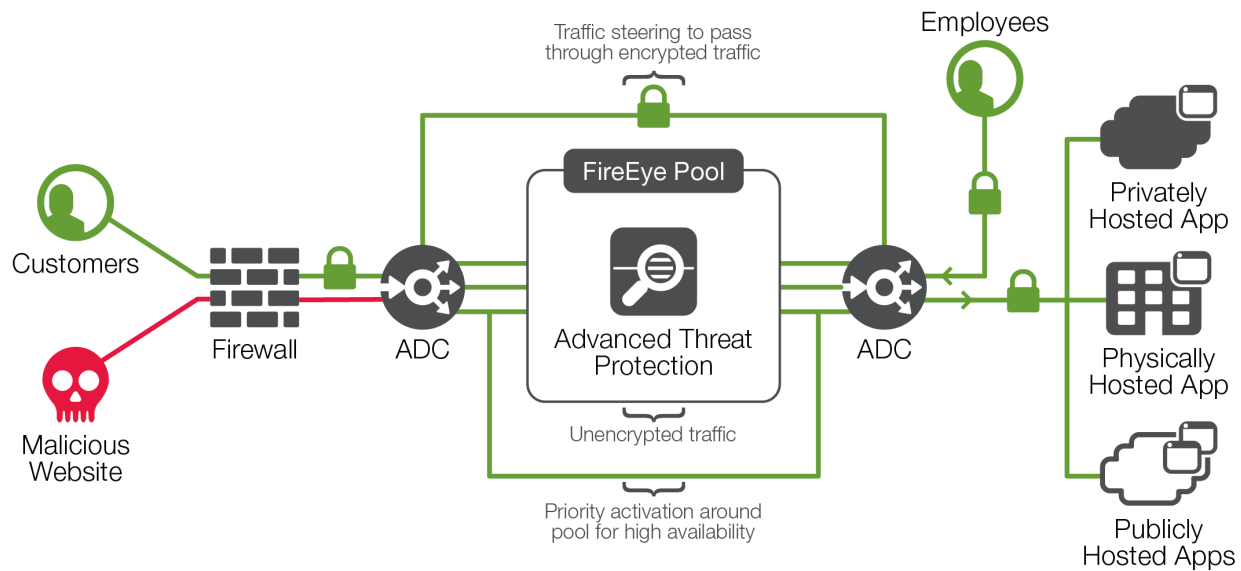 Traffic steering to pass
through encrypted traffic
Employees
FireEye Pool
Customers
Privately
Hosted App
Firewall
ADC
Advanced Threat
Protection
ADC
Physically
Hosted App
Malicious
Website
Unencrypted traffic
Priority activation around
pool for high availability
Publicly
Hosted Apps